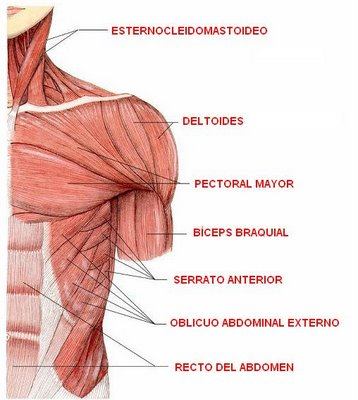 ESTERNOCLEIDOMASTOIDEO
DELTOIDES
PECTORAL MAYOR
BÍCEPS BRAQUIAL
SERRATO ANTERIOR
OBLICUO ABDOMINAL EXTERNO
RECTO DEL ABDOMEN